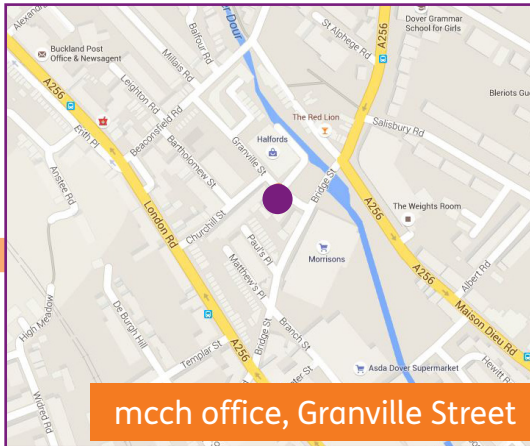 Alexandra
Dover Grammar
School for Girls
St Alphege Rd
Buckland Post
Office & Newsagent
Balfour Rd
Millais Rd
Leighton Rd
A256
Bleriots
Beaconsfield Rd
The Red Lion
Salisbury Rd
Halfords
Granville St
Erith Pl
Bartholomew St
Anstee Rd
A256
The Weights Room
London Rd
Churchill St
Bridge St
Paul's Pl
Morrisons
A256
Albert Rd
Matthew's Pl
High Meadow
De Burgh Hill
Branch St
Maison Dieu Rd
Templar St
A256
Bridge St
Hewitt R
Asda Dover Supermarket
Widred Rd
mcch office, Granville Street